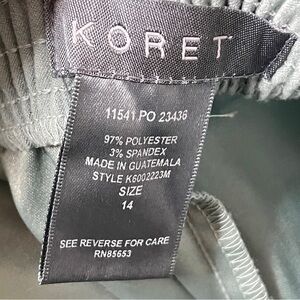 KORET
11541 PO 23436
97% POLYESTER
3% SPANDEX
MADE IN GUATEMALA
STYLE K6002223M
SIZE
14
SEE REVERSE FOR CARE
RN85653